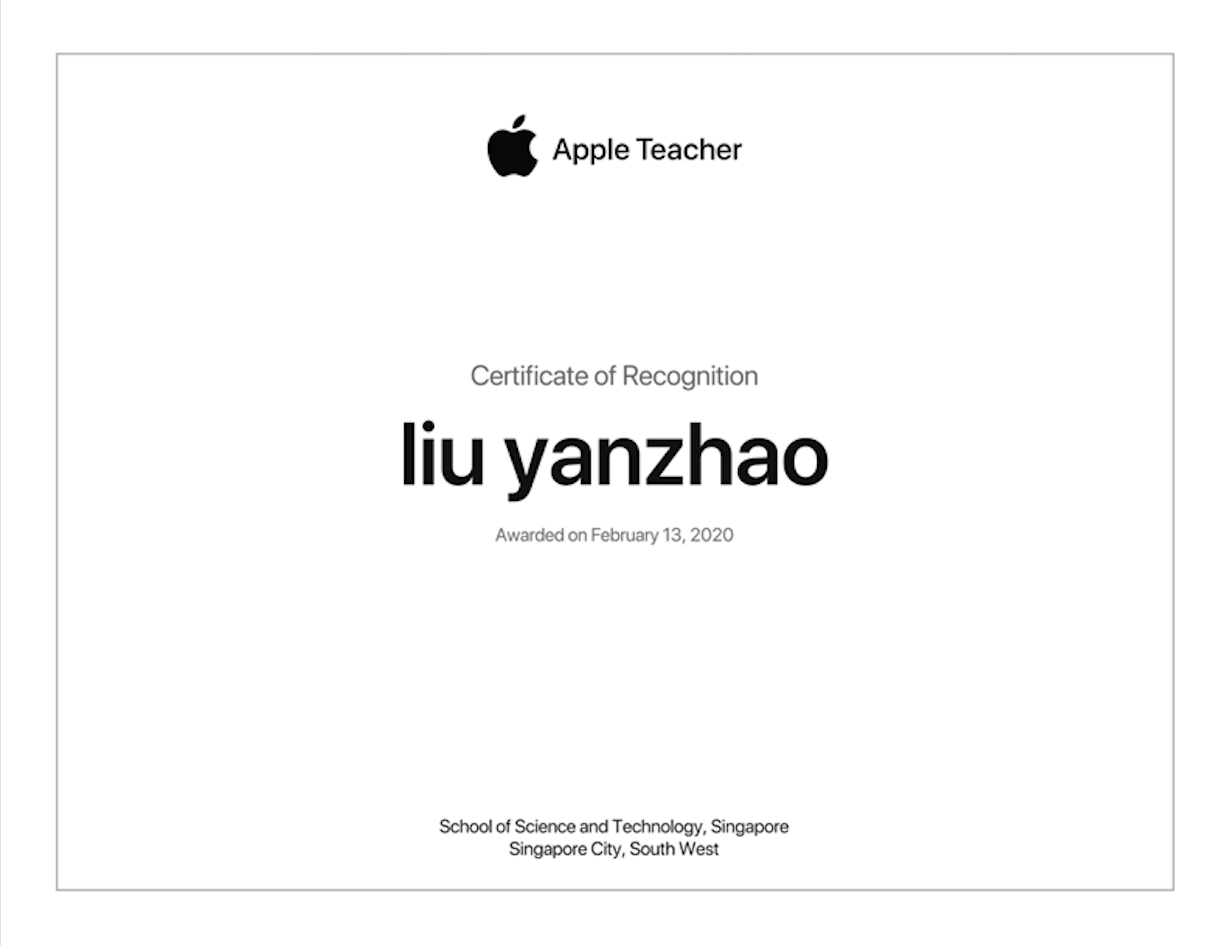 Apple Teacher
Certificate of Recognition
liu yanzhao
Awarded on February 13, 2020
School of Science and Technology, Singapore
Singapore City, South West